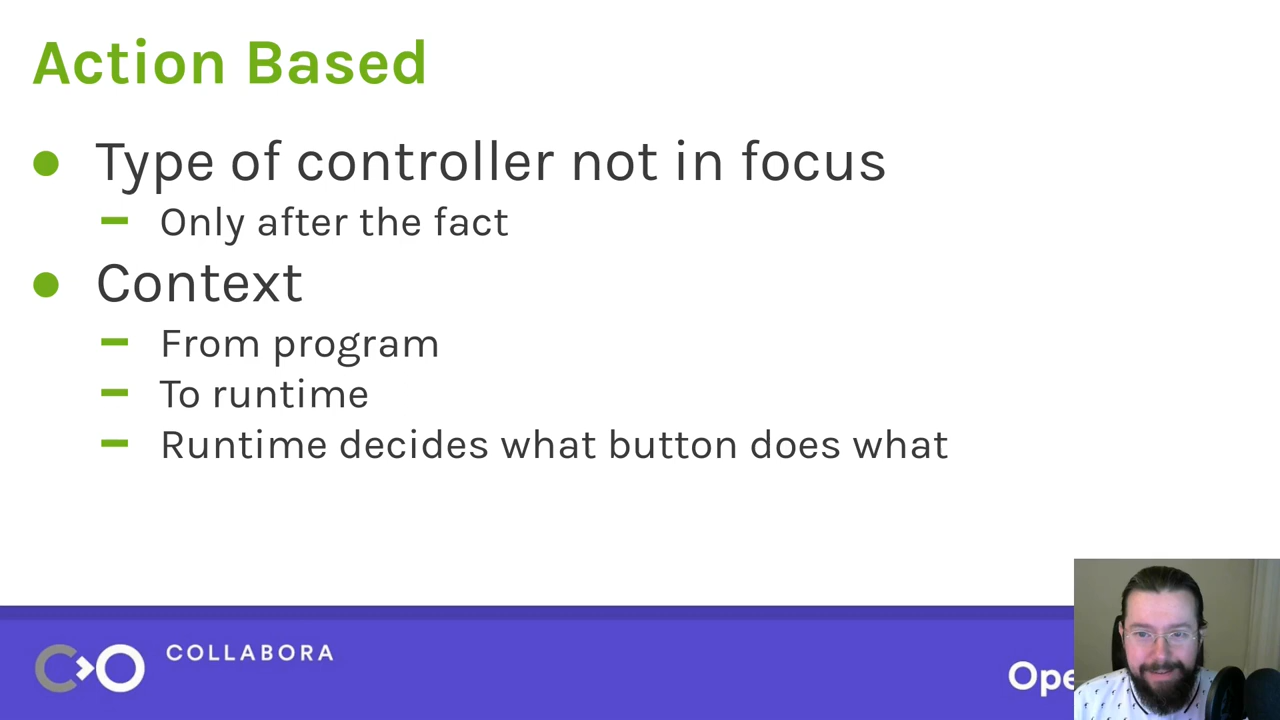 Action Based
Type of controller not in focus
Only after the fact
Context
From program
To runtime
Runtime decides what button does what
COLLABORA
Ope